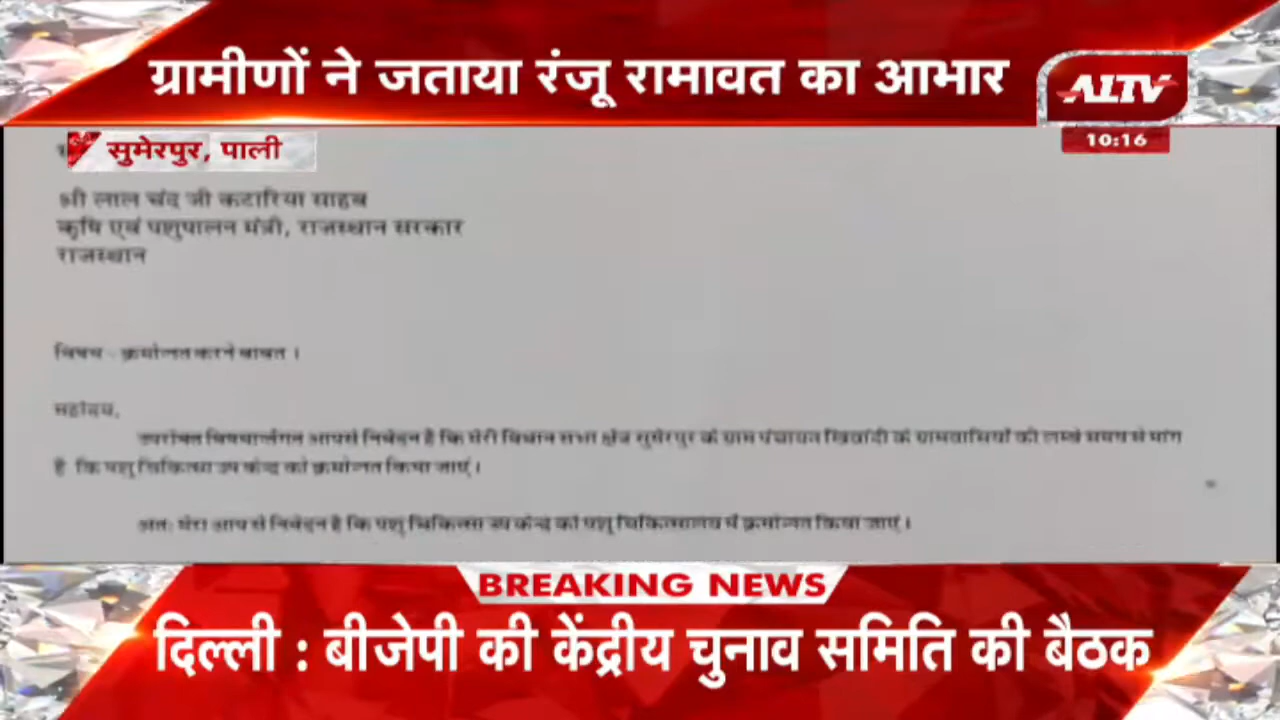 ग्रामीणों ने जताया रंजू रामावत का आभार
ALTV
10:16
सुमेरपुर, पाली
श्री लाल चंद जी कटारिया साहब
कृषि एवं पशुपालन मंत्री, राजस्थान सरकार
राजस्थान
विषय - क्रमोन्नत करने बाबत ।
महोदय,
उपरोक्त विषयान्तर्गत आपसे निवेदन है कि मेरी विधान सभा क्षेत्र सुमेरपुर के ग्राम पंचायत खिवांदी के ग्रामवासियों की लम्बे समय से मांग
है कि पशु चिकित्सा उप केन्द्र को क्रमोन्नत किया जाएं।
अतः मेरा आप से निवेदन है कि पशु चिकित्सा उप केन्द्र को पशु चिकित्सालय में क्रमोन्नत किया जाएं।
BREAKING NEWS
दिल्ली : बीजेपी की केंद्रीय चुनाव समिति की बैठक